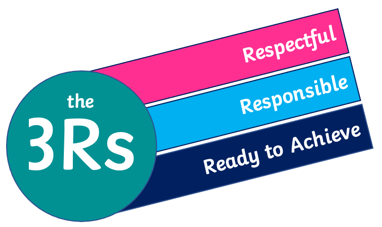 the
3Rs
Respectful
Responsible
Ready to Achieve